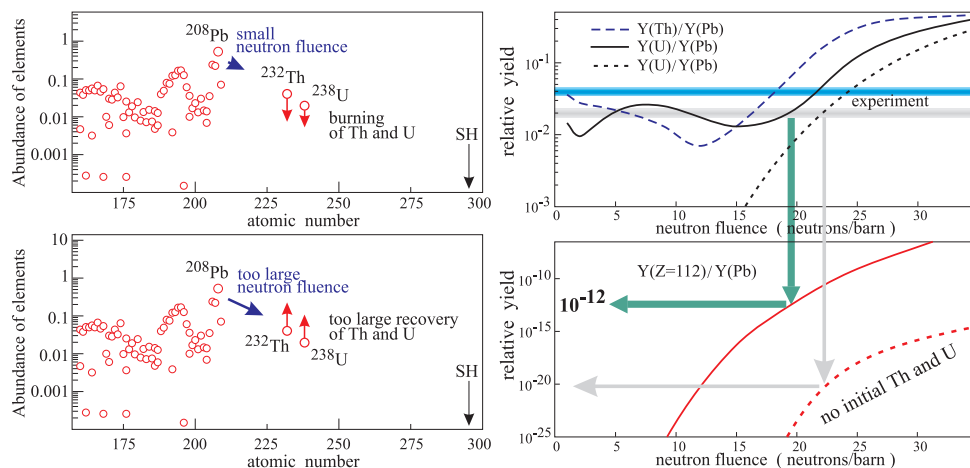 Abundance of elements
1
0.1
0.01
0.001
²⁰⁸Pb
small
neutron fluence
²³²Th
²³⁸U
burning
of Th and U
SH
175
200
225
250
275
300
atomic number
Abundance of elements
10
1
0.1
0.01
0.001
²⁰⁸Pb
too large
neutron fluence
²³²Th
²³⁸U
too large recovery
of Th and U
SH
175
200
225
250
275
300
atomic number
relative yield
10⁻¹
10⁻²
10⁻³
Y(Th)/Y(Pb)
Y(U)/Y(Pb)
Y(U)/Y(Pb)
experiment
0
5
10
15
20
25
30
neutron fluence ( neutrons/barn )
relative yield
10⁻¹⁰
10⁻¹⁵
10⁻²⁰
10⁻²⁵
Y(Z=112)/Y(Pb)
10⁻¹²
no initial Th and U
0
5
10
15
20
25
30
neutron fluence ( neutrons/barn )